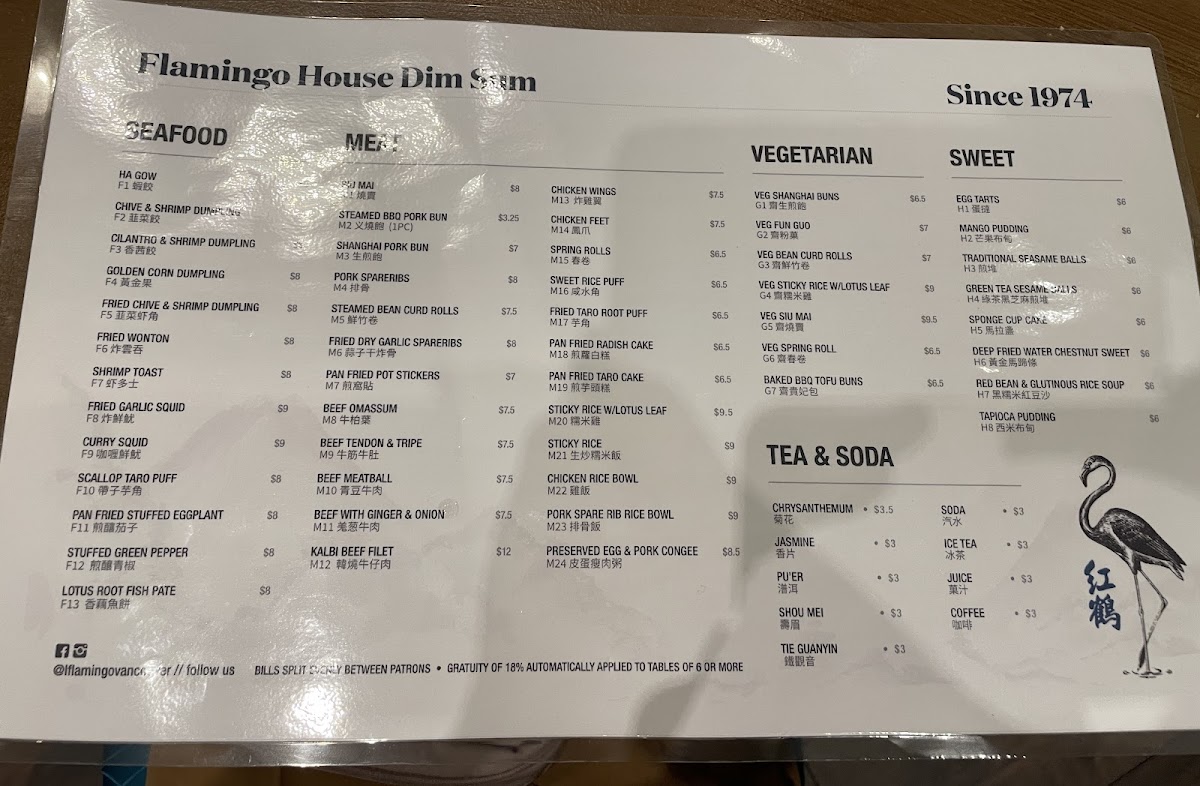 Flamingo House Dim Sum
Since 1974
SEAFOOD
HA GOW
F1 蝦餃
CHIVE & SHRIMP DUMPLING
F2 韮菜餃
CILANTRO & SHRIMP DUMPLING
F3 香茜餃
GOLDEN CORN DUMPLING $8
F4 黃金果
FRIED CHIVE & SHRIMP DUMPLING $8
F5 韮菜虾角
FRIED WONTON $8
F6 炸雲吞
SHRIMP TOAST $8
F7 虾多士
FRIED GARLIC SQUID $9
F8 炸鮮魷
CURRY SQUID $9
F9 咖喱鮮魷
SCALLOP TARO PUFF $8
F10 帶子芋角
PAN FRIED STUFFED EGGPLANT $8
F11 煎釀茄子
STUFFED GREEN PEPPER $8
F12 煎釀青椒
LOTUS ROOT FISH PATE $8
F13 香藕魚餅
MEAT
SIU MAI $8
燒賣
STEAMED BBQ PORK BUN $3.25
M2 义燒飽 (1PC)
SHANGHAI PORK BUN $7
M3 生煎飽
PORK SPARERIBS $8
M4 排骨
STEAMED BEAN CURD ROLLS $7.5
M5 鮮竹卷
FRIED DRY GARLIC SPARERIBS $8
M6 蒜子干炸骨
PAN FRIED POT STICKERS $7
M7 煎窩貼
BEEF OMASSUM $7.5
M8 牛柏葉
BEEF TENDON & TRIPE $7.5
M9 牛筋牛肚
BEEF MEATBALL $7.5
M10 青豆牛肉
BEEF WITH GINGER & ONION $7.5
M11 羗葱牛肉
KALBI BEEF FILET $12
M12 韓燒牛仔肉
CHICKEN WINGS $7.5
M13 炸雞翼
CHICKEN FEET $7.5
M14 鳳爪
SPRING ROLLS $6.5
M15 春卷
SWEET RICE PUFF $6.5
M16 咸水角
FRIED TARO ROOT PUFF $6.5
M17 芋角
PAN FRIED RADISH CAKE $6.5
M18 煎羅白糕
PAN FRIED TARO CAKE $6.5
M19 煎芋頭糕
STICKY RICE W/LOTUS LEAF $9.5
M20 糯米雞
STICKY RICE $9
M21 生炒糯米飯
CHICKEN RICE BOWL $9
M22 雞飯
PORK SPARE RIB RICE BOWL $9
M23 排骨飯
PRESERVED EGG & PORK CONGEE $8.5
M24 皮蛋瘦肉粥
VEGETARIAN
VEG SHANGHAI BUNS $6.5
G1 齋生煎飽
VEG FUN GUO $7
G2 齋粉菓
VEG BEAN CURD ROLLS $7
G3 齋鮮竹卷
VEG STICKY RICE W/LOTUS LEAF $9
G4 齋糯米雞
VEG SIU MAI $9.5
G5 齋燒賣
VEG SPRING ROLL $6.5
G6 齋春卷
BAKED BBQ TOFU BUNS $6.5
G7 齋貴妃包
SWEET
EGG TARTS $6
H1 蛋撻
MANGO PUDDING $6
H2 芒果布甸
TRADITIONAL SEASAME BALLS $6
H3 煎堆
GREEN TEA SESAME BALLS $6
H4 綠茶黑芝麻煎堆
SPONGE CUP CAKE $6
H5 馬拉盞
DEEP FRIED WATER CHESTNUT SWEET $6
H6 黃金馬蹄條
RED BEAN & GLUTINOUS RICE SOUP $6
H7 黑糯米紅豆沙
TAPIOCA PUDDING $6
H8 西米布甸
TEA & SODA
CHRYSANTHEMUM • $3.5
菊花
JASMINE • $3
香片
PU'ER • $3
潽洱
SHOU MEI • $3
壽眉
TIE GUANYIN • $3
鐵觀音
SODA • $3
汽水
ICE TEA • $3
冰茶
JUICE • $3
菓汁
COFFEE • $3
咖啡
紅鶴
@lflamingovancouver // follow us
BILLS SPLIT EVENLY BETWEEN PATRONS • GRATUITY OF 18% AUTOMATICALLY APPLIED TO TABLES OF 6 OR MORE